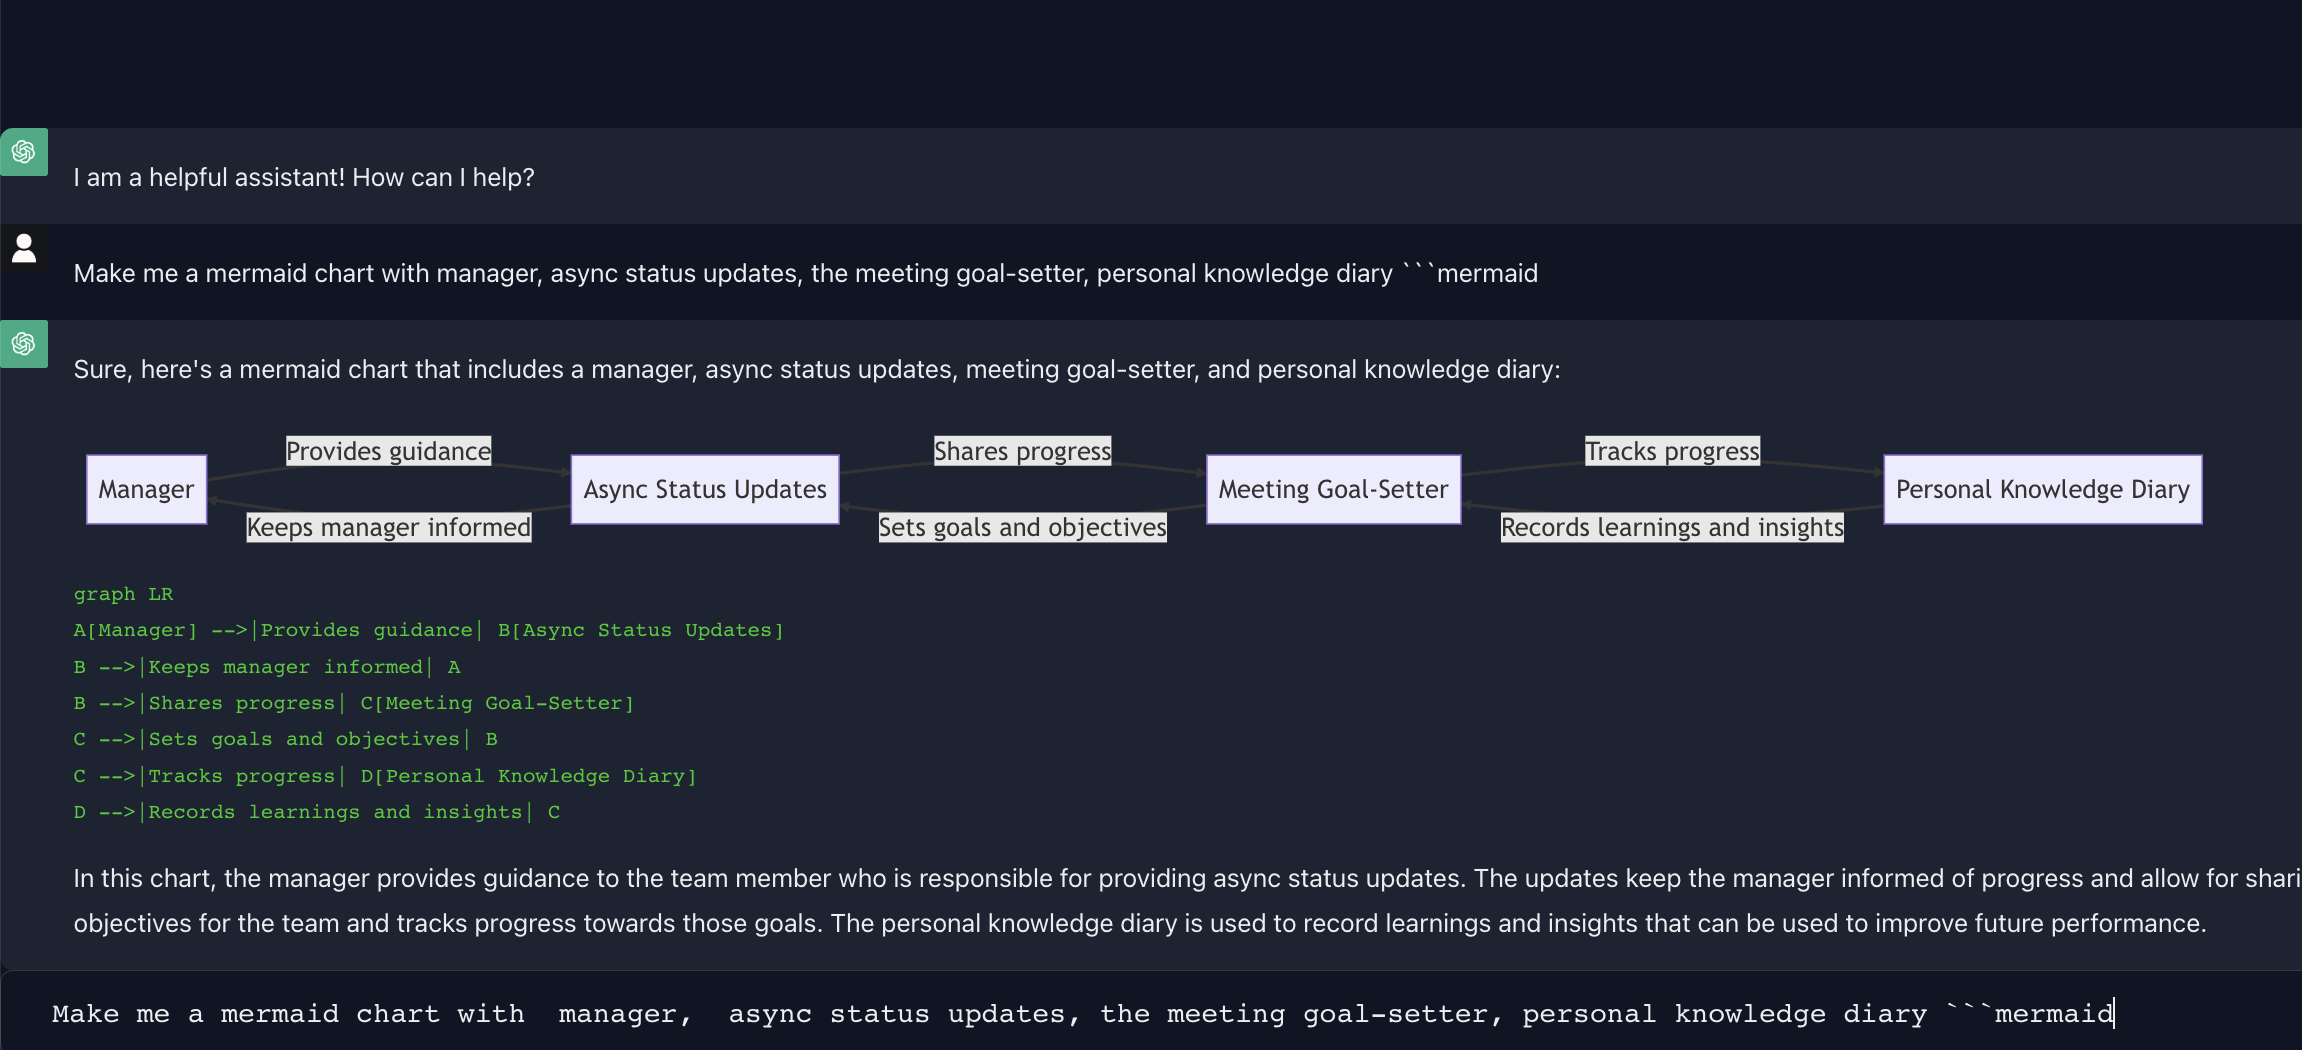 I am a helpful assistant! How can I help?
Make me a mermaid chart with manager, async status updates, the meeting goal-setter, personal knowledge diary ```mermaid
Sure, here's a mermaid chart that includes a manager, async status updates, meeting goal-setter, and personal knowledge diary:
Provides guidance
Shares progress
Tracks progress
Manager
Async Status Updates
Meeting Goal-Setter
Personal Knowledge Diary
Keeps manager informed
Sets goals and objectives
Records learnings and insights
graph LR
A[Manager] -->|Provides guidance| B[Async Status Updates]
B -->|Keeps manager informed| A
B -->|Shares progress| C[Meeting Goal-Setter]
C -->|Sets goals and objectives| B
C -->|Tracks progress| D[Personal Knowledge Diary]
D -->|Records learnings and insights| C
In this chart, the manager provides guidance to the team member who is responsible for providing async status updates. The updates keep the manager informed of progress and allow for shari
objectives for the team and tracks progress towards those goals. The personal knowledge diary is used to record learnings and insights that can be used to improve future performance.
Make me a mermaid chart with  manager,  async status updates, the meeting goal-setter, personal knowledge diary ```mermaid